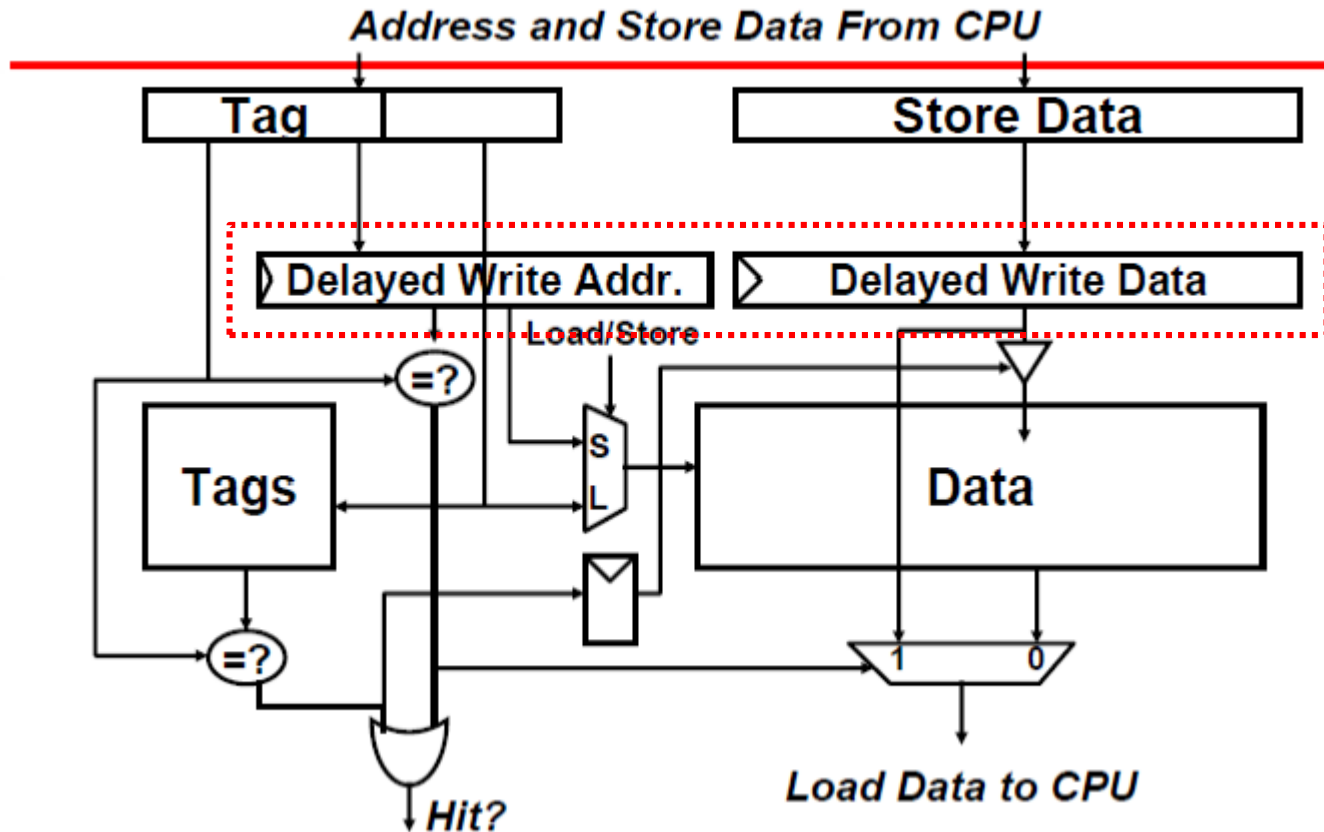 Address and Store Data From CPU
Tag
Store Data
Delayed Write Addr.
Delayed Write Data
Load/Store
=?
S
L
Tags
Data
=?
1
0
Load Data to CPU
Hit?